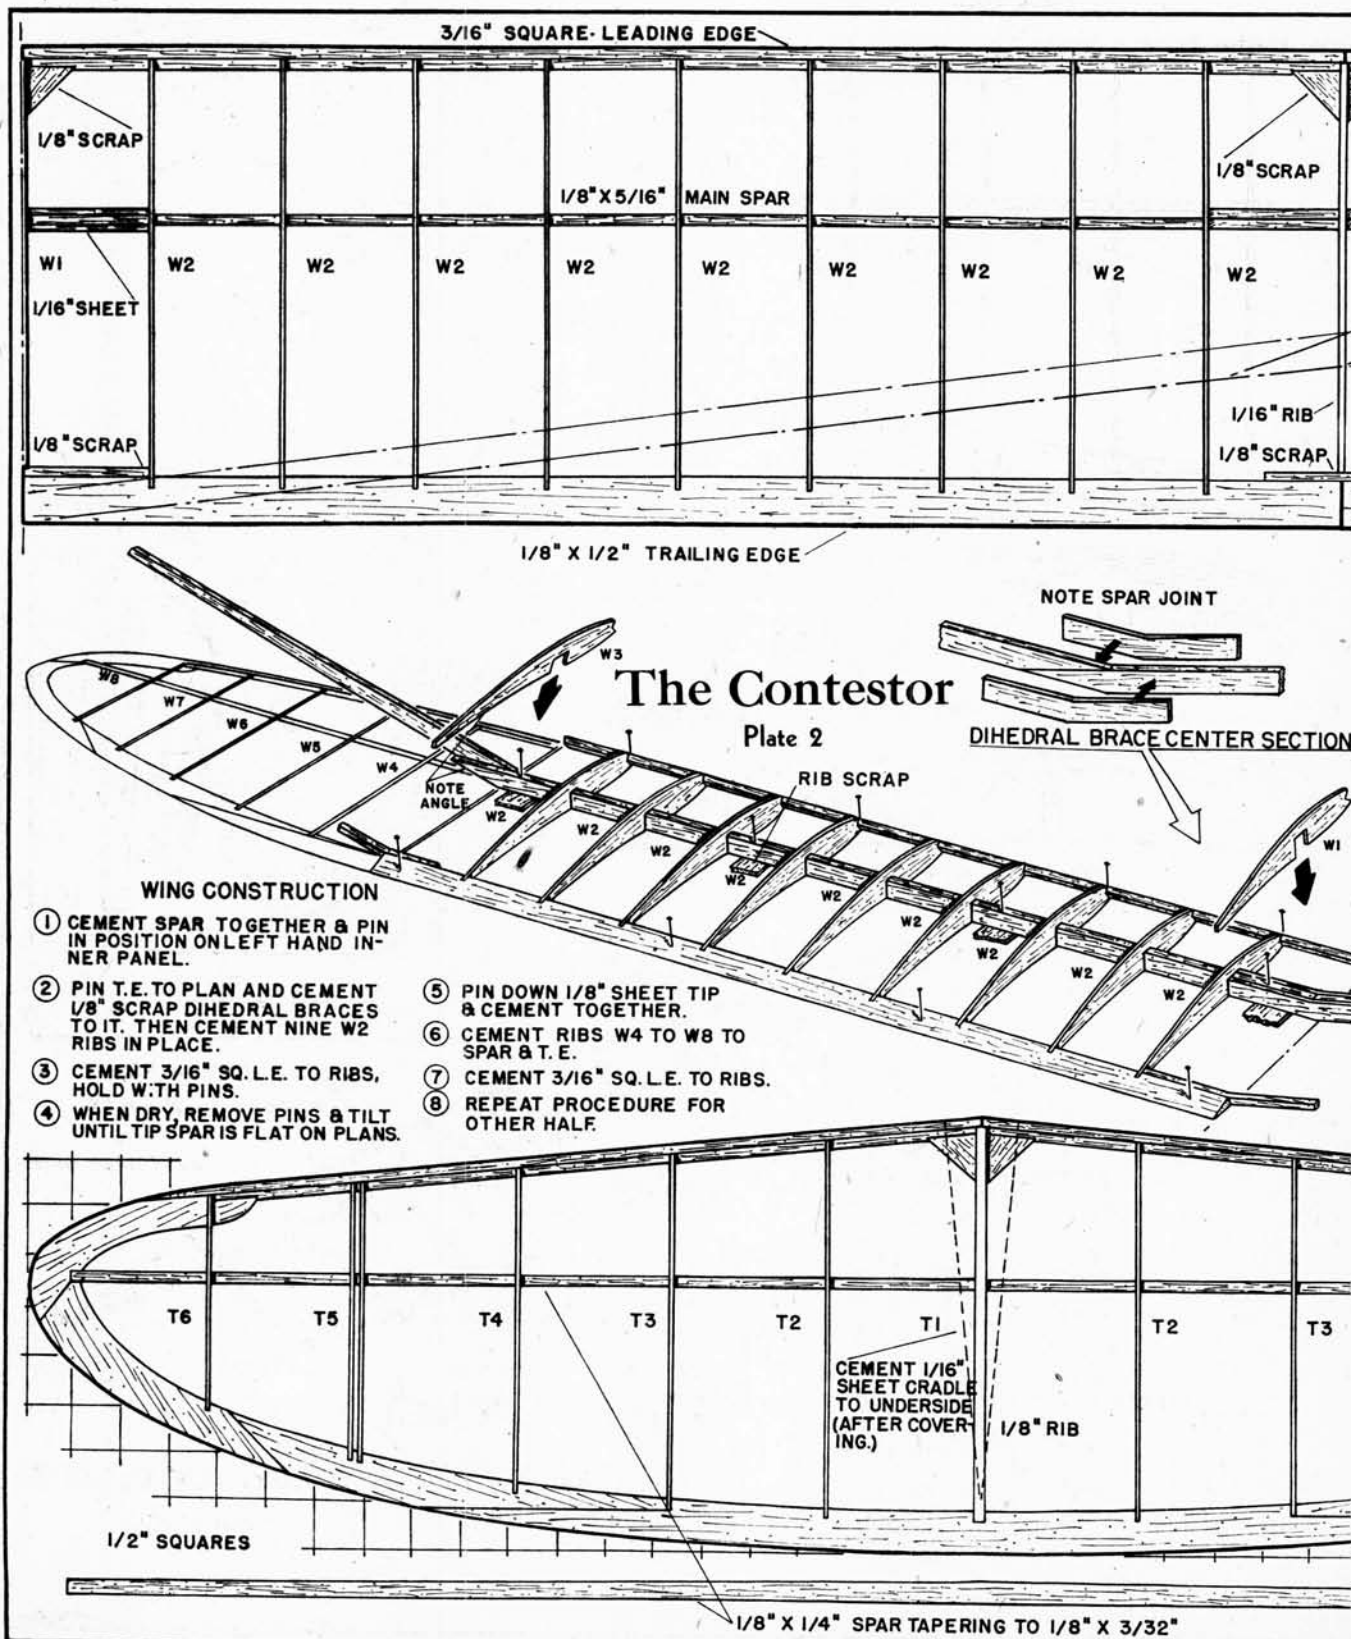 3/16" SQUARE- LEADING EDGE
1/8" SCRAP
1/8" SCRAP
1/8" X 5/16" MAIN SPAR
W1
W2
W2
W2
W2
W2
W2
W2
W2
W2
1/16" SHEET
1/16" RIB
1/8" SCRAP
1/8" SCRAP
1/8" X 1/2" TRAILING EDGE
NOTE SPAR JOINT
W3
The Contestor
Plate 2
DIHEDRAL BRACE CENTER SECTION
W8
W7
W6
W5
W4
NOTE
ANGLE
RIB SCRAP
W2
W2
W2
W2
W2
W2
W2
W2
W2
W1
WING CONSTRUCTION
1 CEMENT SPAR TOGETHER & PIN
IN POSITION ON LEFT HAND IN-
NER PANEL.
2 PIN T.E. TO PLAN AND CEMENT
1/8" SCRAP DIHEDRAL BRACES
TO IT. THEN CEMENT NINE W2
RIBS IN PLACE.
3 CEMENT 3/16" SQ. L.E. TO RIBS,
HOLD WITH PINS.
4 WHEN DRY, REMOVE PINS & TILT
UNTIL TIP SPAR IS FLAT ON PLANS.
5 PIN DOWN 1/8" SHEET TIP
& CEMENT TOGETHER.
6 CEMENT RIBS W4 TO W8 TO
SPAR & T.E.
7 CEMENT 3/16" SQ. L.E. TO RIBS.
8 REPEAT PROCEDURE FOR
OTHER HALF.
T6
T5
T4
T3
T2
T1
T2
T3
CEMENT 1/16"
SHEET CRADLE
TO UNDERSIDE
(AFTER COVER-
ING.)
1/8" RIB
1/2" SQUARES
1/8" X 1/4" SPAR TAPERING TO 1/8" X 3/32"